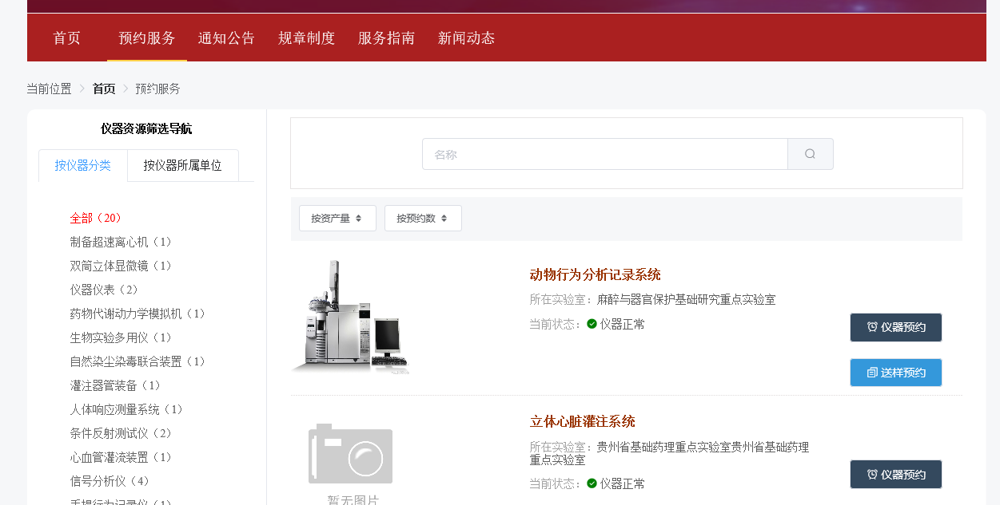 首页 预约服务 通知公告 规章制度 服务指南 新闻动态
当前位置 首页 预约服务
仪器资源筛选导航
按仪器分类 按仪器所属单位
全部（20）
制备超速离心机（1）
双筒立体显微镜（1）
仪器仪表（2）
药物代谢动力学模拟机（1）
生物实验多用仪（1）
自然染尘染毒联合装置（1）
灌注器管装备（1）
人体响应测量系统（1）
条件反射测试仪（2）
心血管灌流装置（1）
信号分析仪（4）
手提行为记录仪（1）
名称
按资产量 按预约数
动物行为分析记录系统
所在实验室：麻醉与器官保护基础研究重点实验室
当前状态：仪器正常
仪器预约
送样预约
立体心脏灌注系统
所在实验室：贵州省基础药理重点实验室贵州省基础药理
重点实验室
当前状态：仪器正常
仪器预约
暂无图片